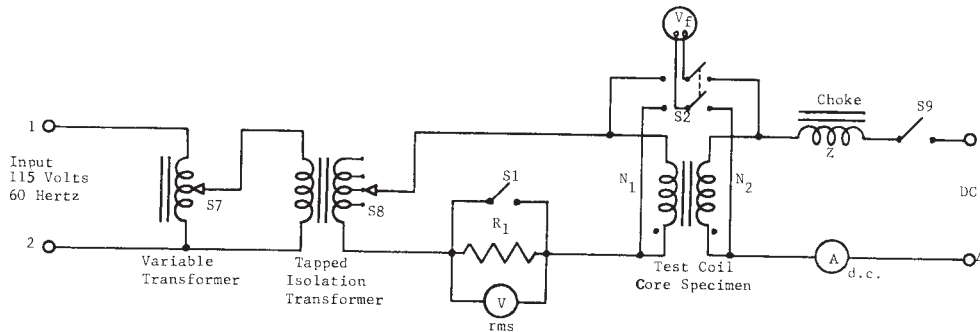 Vf
S2
Choke
Z
S9
1
Input
115 Volts
60 Hertz
2
S7
Variable
Transformer
S8
Tapped
Isolation
Transformer
S1
R1
V
rms
N1
N2
Test Coil
Core Specimen
A
d.c.
DC
4